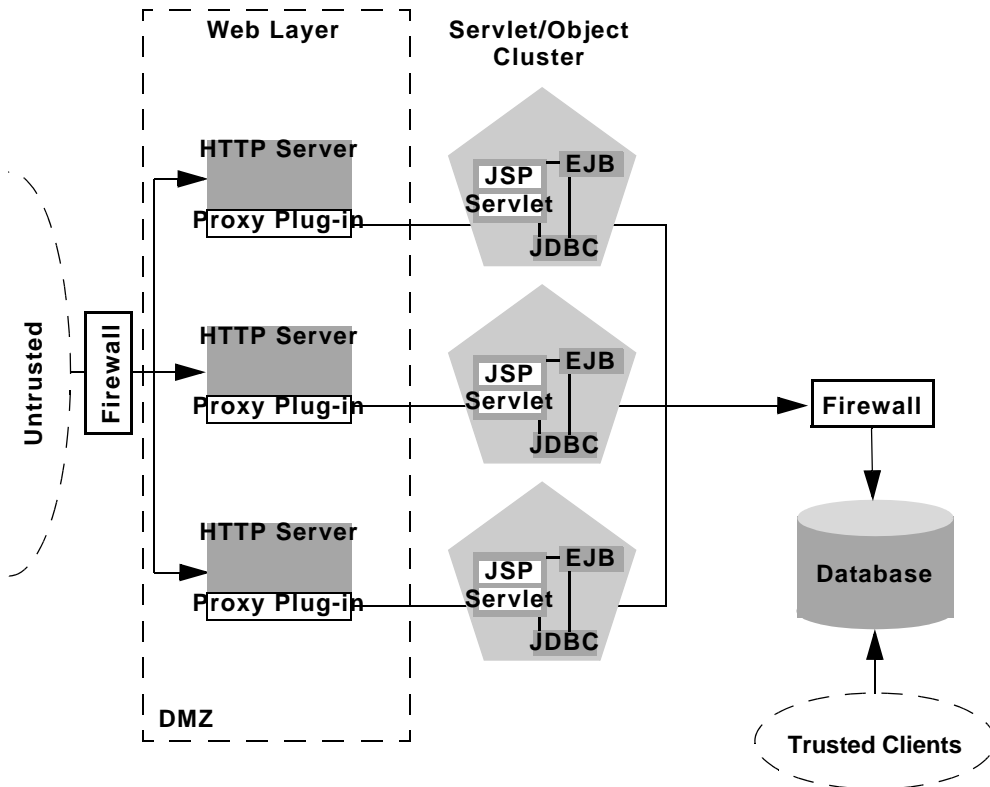 Web Layer
Servlet/Object
Cluster
HTTP Server
Proxy Plug-in
JSP
Servlet
EJB
JDBC
Untrusted
Firewall
HTTP Server
Proxy Plug-in
JSP
Servlet
EJB
JDBC
Firewall
HTTP Server
Proxy Plug-in
JSP
Servlet
EJB
JDBC
Database
DMZ
Trusted Clients